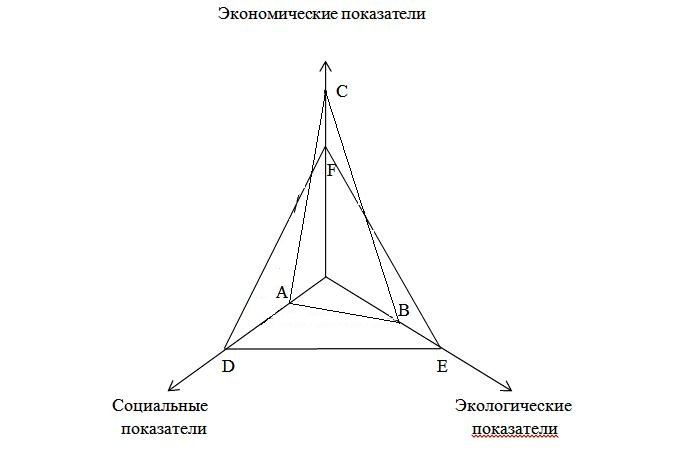 Экономические показатели
C
F
A
B
D
E
Социальные
показатели
Экологические
показатели